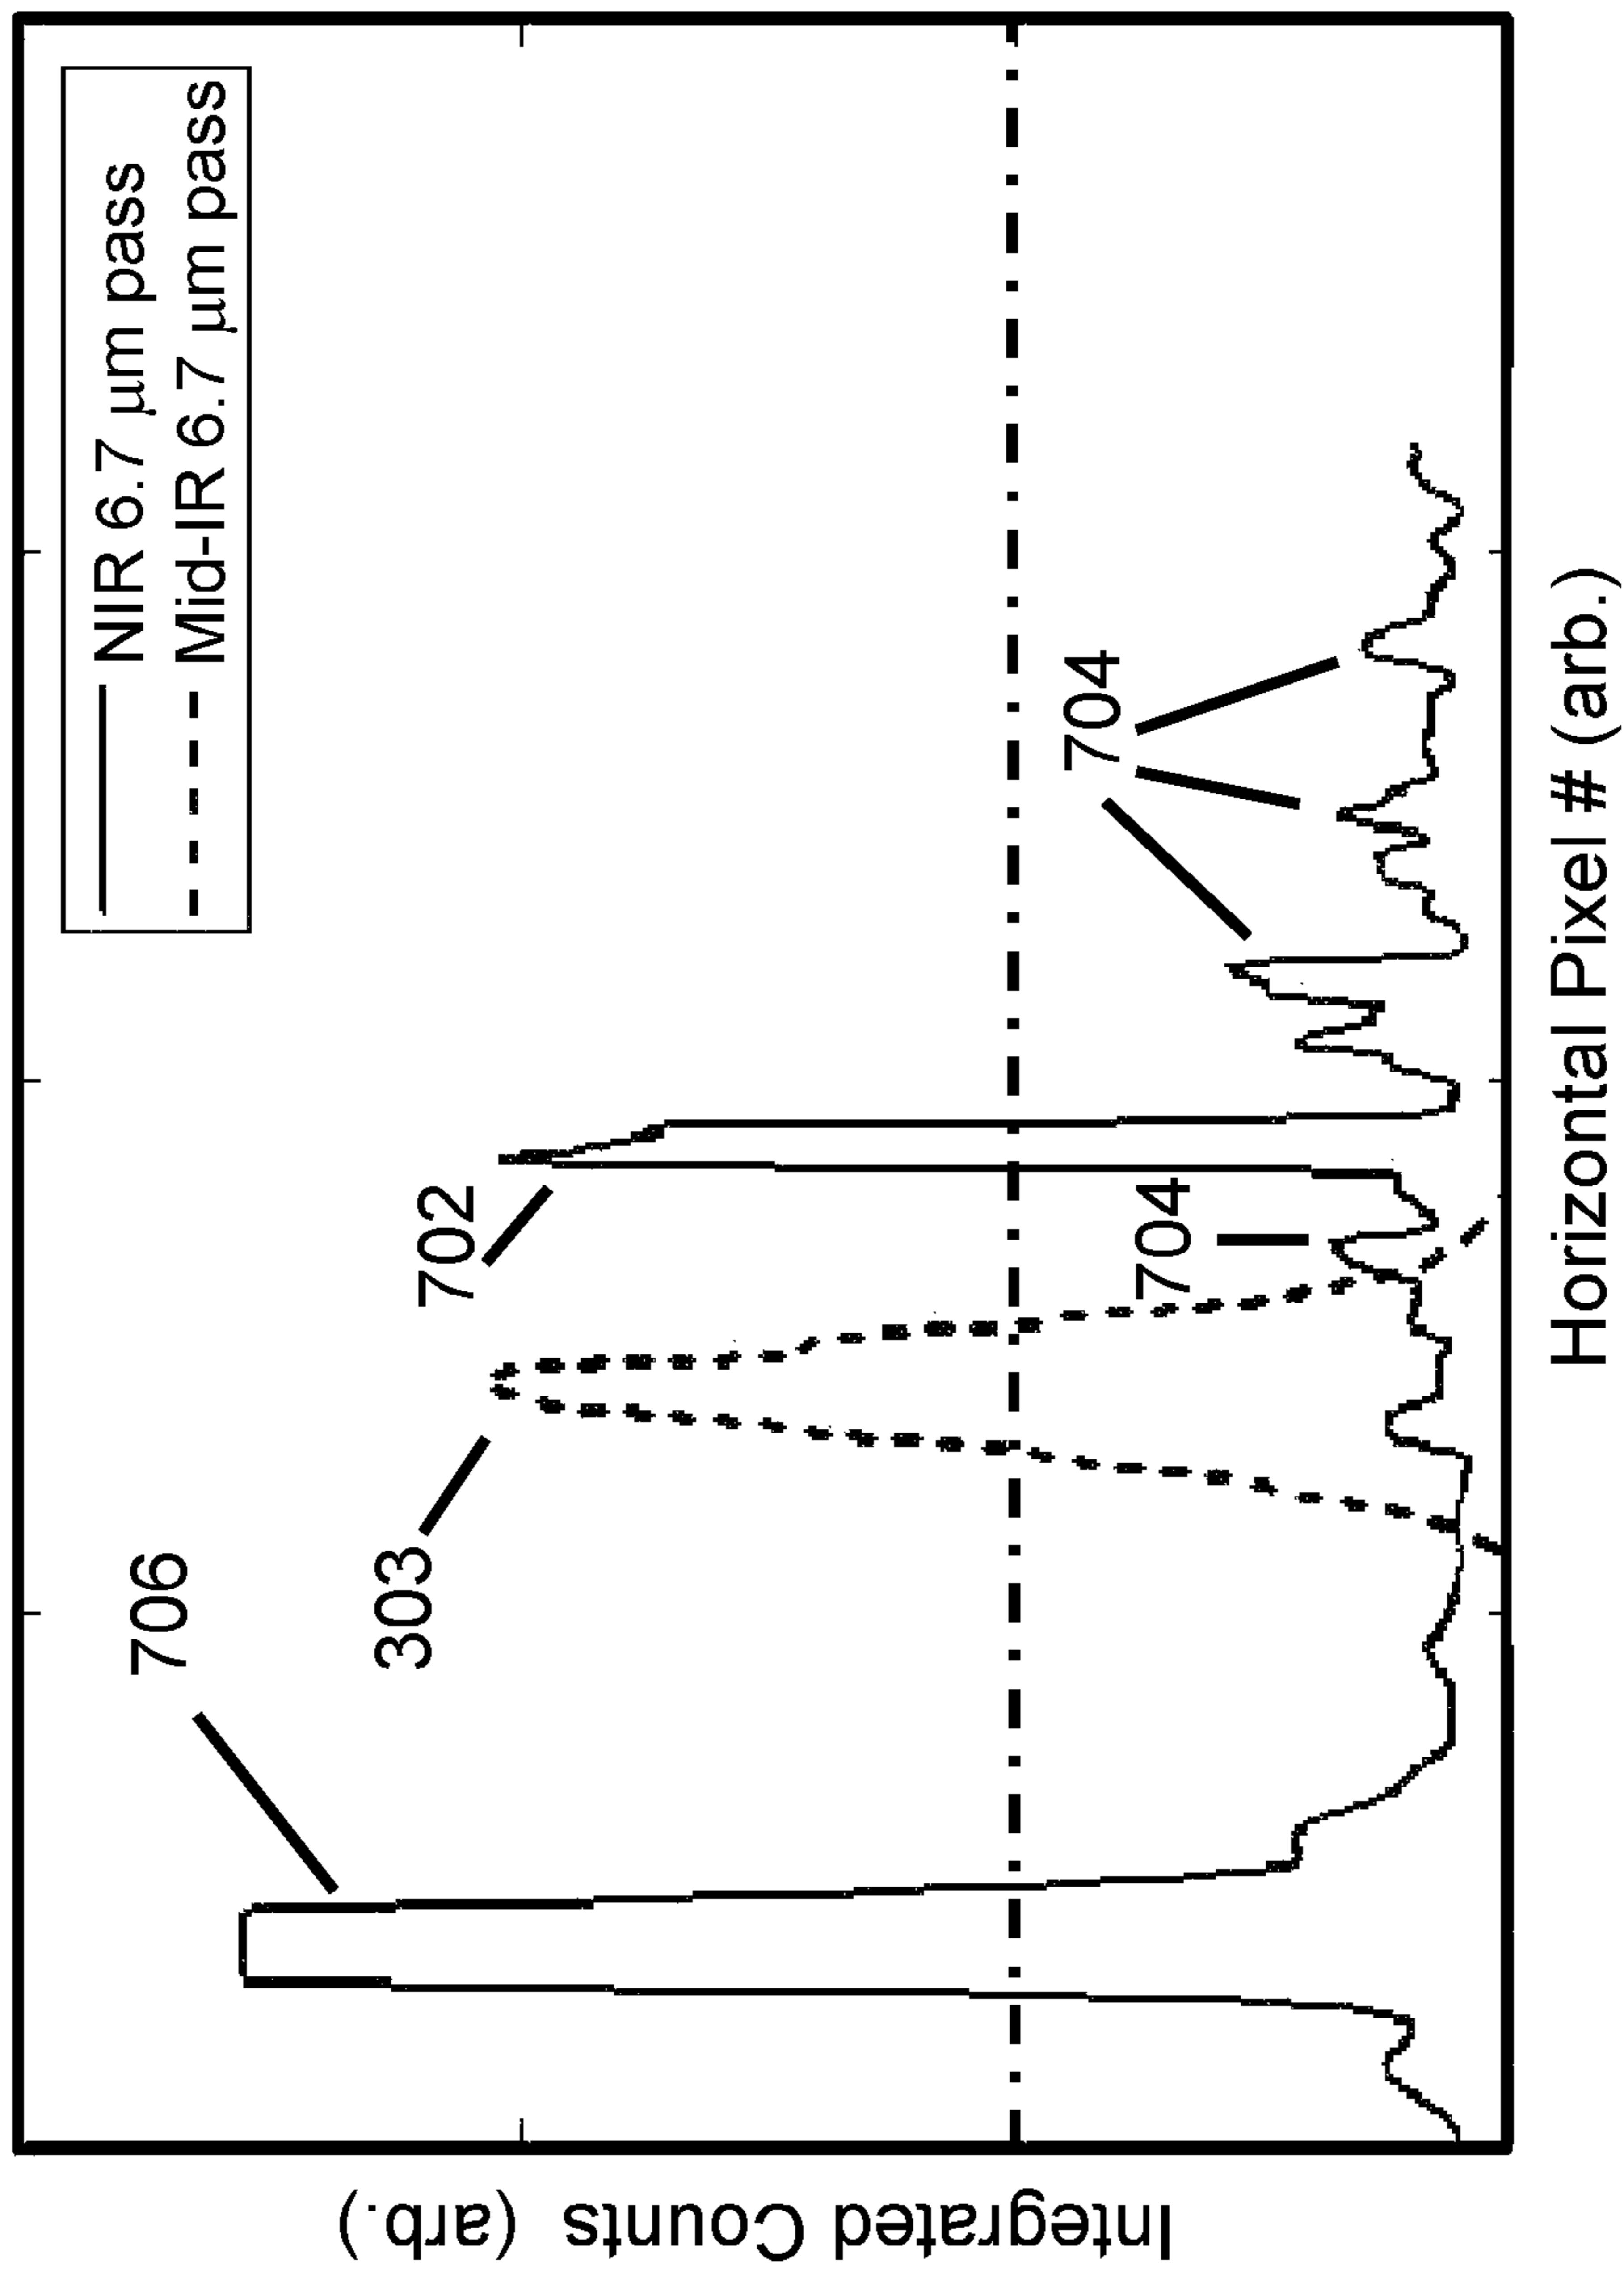 NIR 6.7 μm pass
Mid-IR 6.7 μm pass
706
303
702
704
704
Integrated Counts (arb.)
Horizontal Pixel # (arb.)